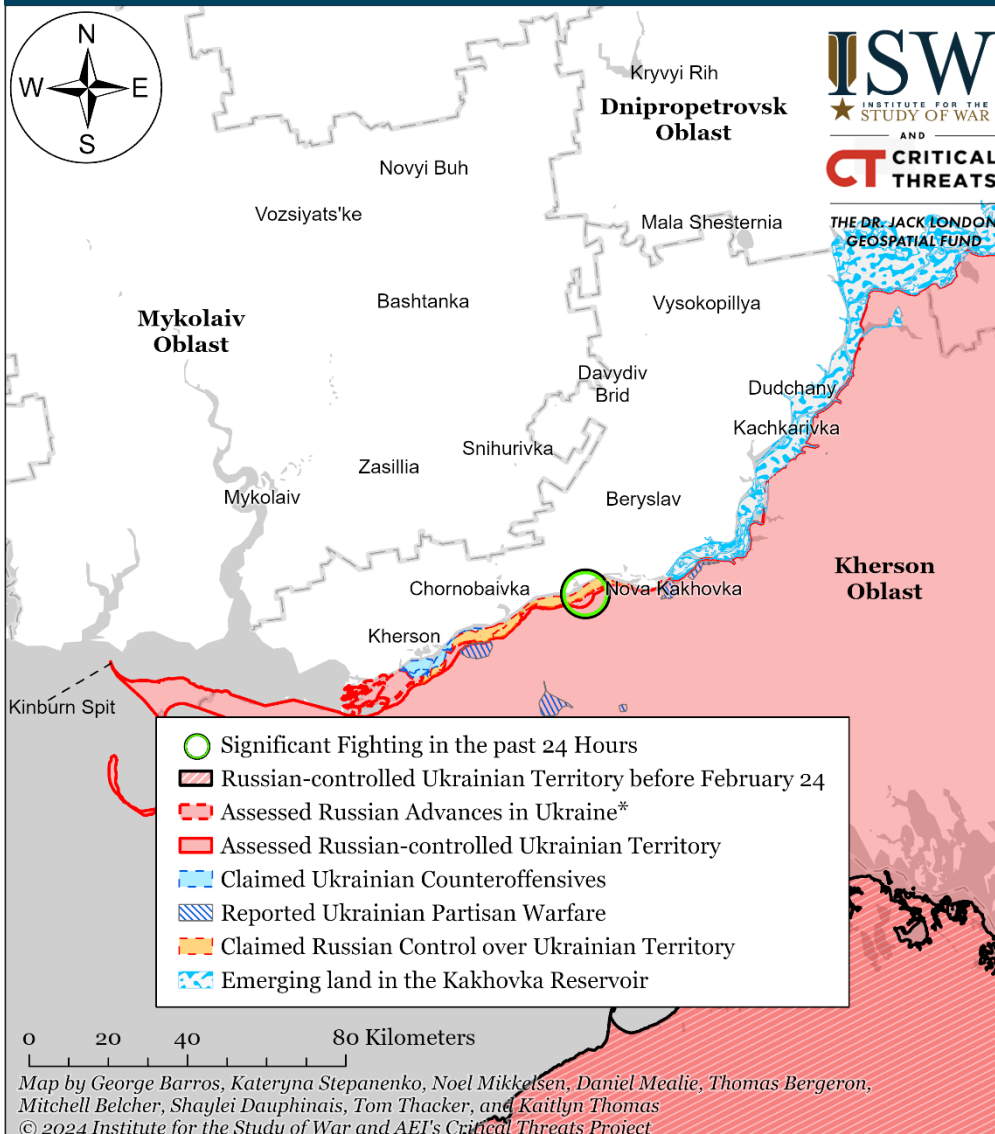 N
W E
S
ISW
INSTITUTE FOR THE
STUDY OF WAR
AND
CT CRITICAL
THREATS
THE DR. JACK LONDON
GEOSPATIAL FUND
Kryvyi Rih
Dnipropetrovsk
Oblast
Novyi Buh
Vozsiyats'ke
Mala Shesternia
Bashtanka
Vysokopillya
Mykolaiv
Oblast
Davydiv
Brid
Dudchany
Kachkarivka
Snihurivka
Zasillia
Mykolaiv
Beryslav
Kherson
Oblast
Chornobaivka
Nova Kakhovka
Kherson
Kinburn Spit
Significant Fighting in the past 24 Hours
Russian-controlled Ukrainian Territory before February 24
Assessed Russian Advances in Ukraine*
Assessed Russian-controlled Ukrainian Territory
Claimed Ukrainian Counteroffensives
Reported Ukrainian Partisan Warfare
Claimed Russian Control over Ukrainian Territory
Emerging land in the Kakhovka Reservoir
0 20 40 80 Kilometers
Map by George Barros, Kateryna Stepanenko, Noel Mikkelsen, Daniel Mealie, Thomas Bergeron,
Mitchell Belcher, Shaylei Dauphinais, Tom Thacker, and Kaitlyn Thomas
© 2024 Institute for the Study of War and AEI's Critical Threats Project